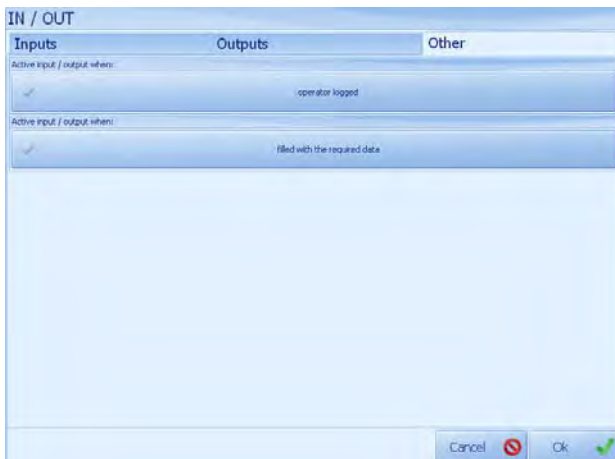 IN / OUT
Inputs Outputs Other
Active input / output when:
operator logged
Active input / output when:
filled with the required data
Cancel Ok